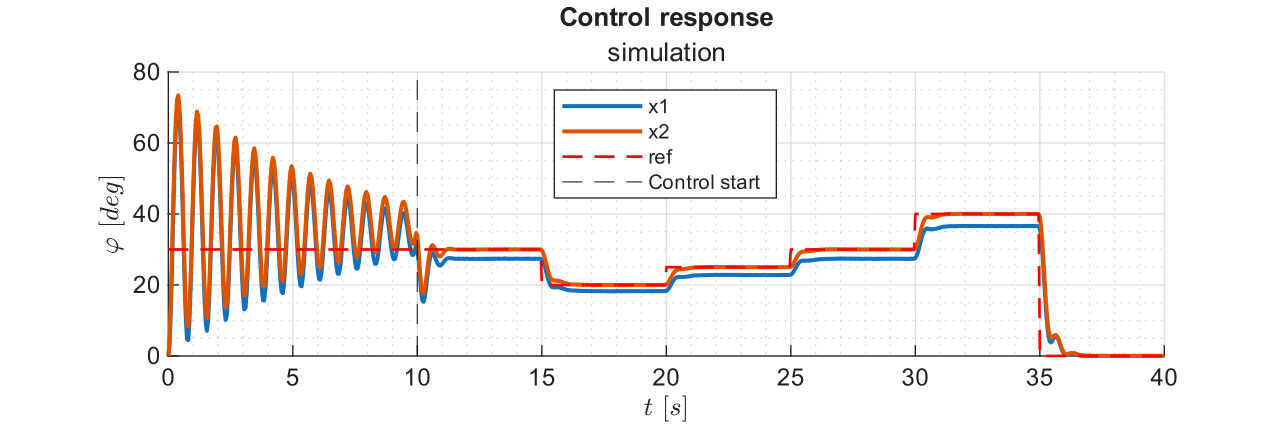 Control response
simulation
80
60
40
20
0
φ [deg]
x1
x2
ref
Control start
0 5 10 15 20 25 30 35 40
t [s]